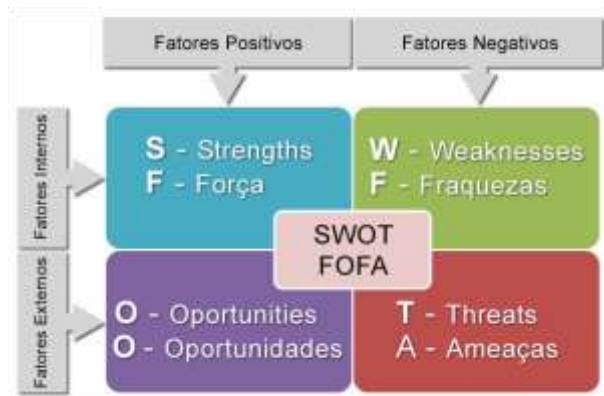 Fatores Positivos
Fatores Negativos
Fatores Internos
S - Strengths
F - Força
W - Weaknesses
F - Fraquezas
SWOT
FOFA
Fatores Externos
O - Oportunities
O - Oportunidades
T - Threats
A - Ameaças